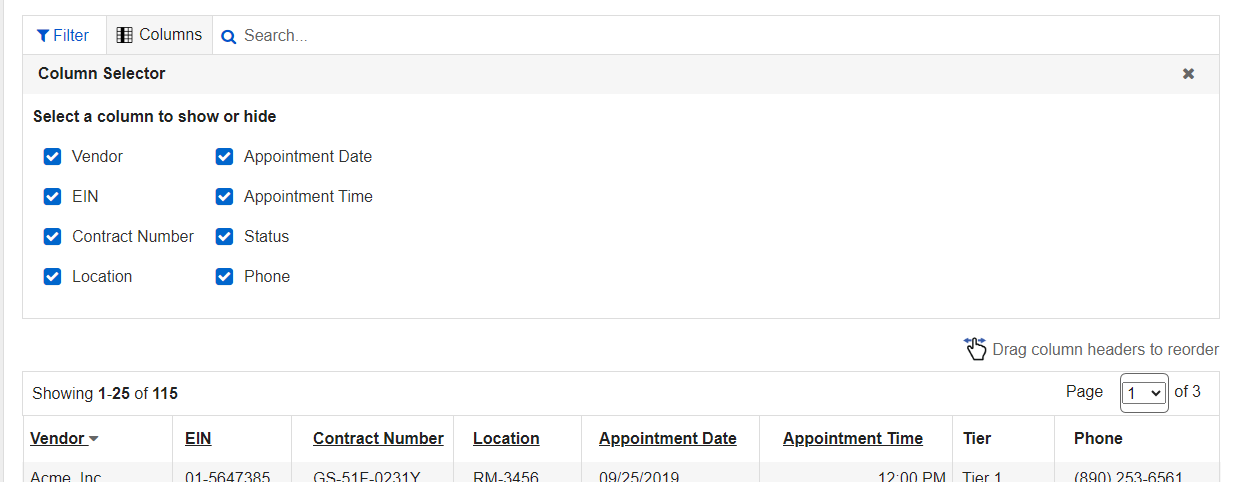 Filter Columns Search...
Column Selector
Select a column to show or hide
Vendor Appointment Date
EIN Appointment Time
Contract Number Status
Location Phone
Drag column headers to reorder
Showing 1-25 of 115 Page 1 of 3
Vendor EIN Contract Number Location Appointment Date Appointment Time Tier Phone
Acme, Inc 01-5647385 GS-51F-0231Y RM-3456 09/25/2019 12:00 PM Tier 1 (890) 253-6561